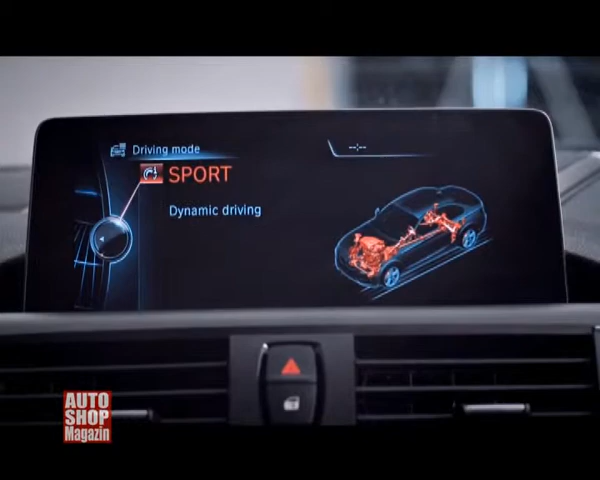 Driving mode
--:--
SPORT
Dynamic driving
AUTO
SHOP
Magazin